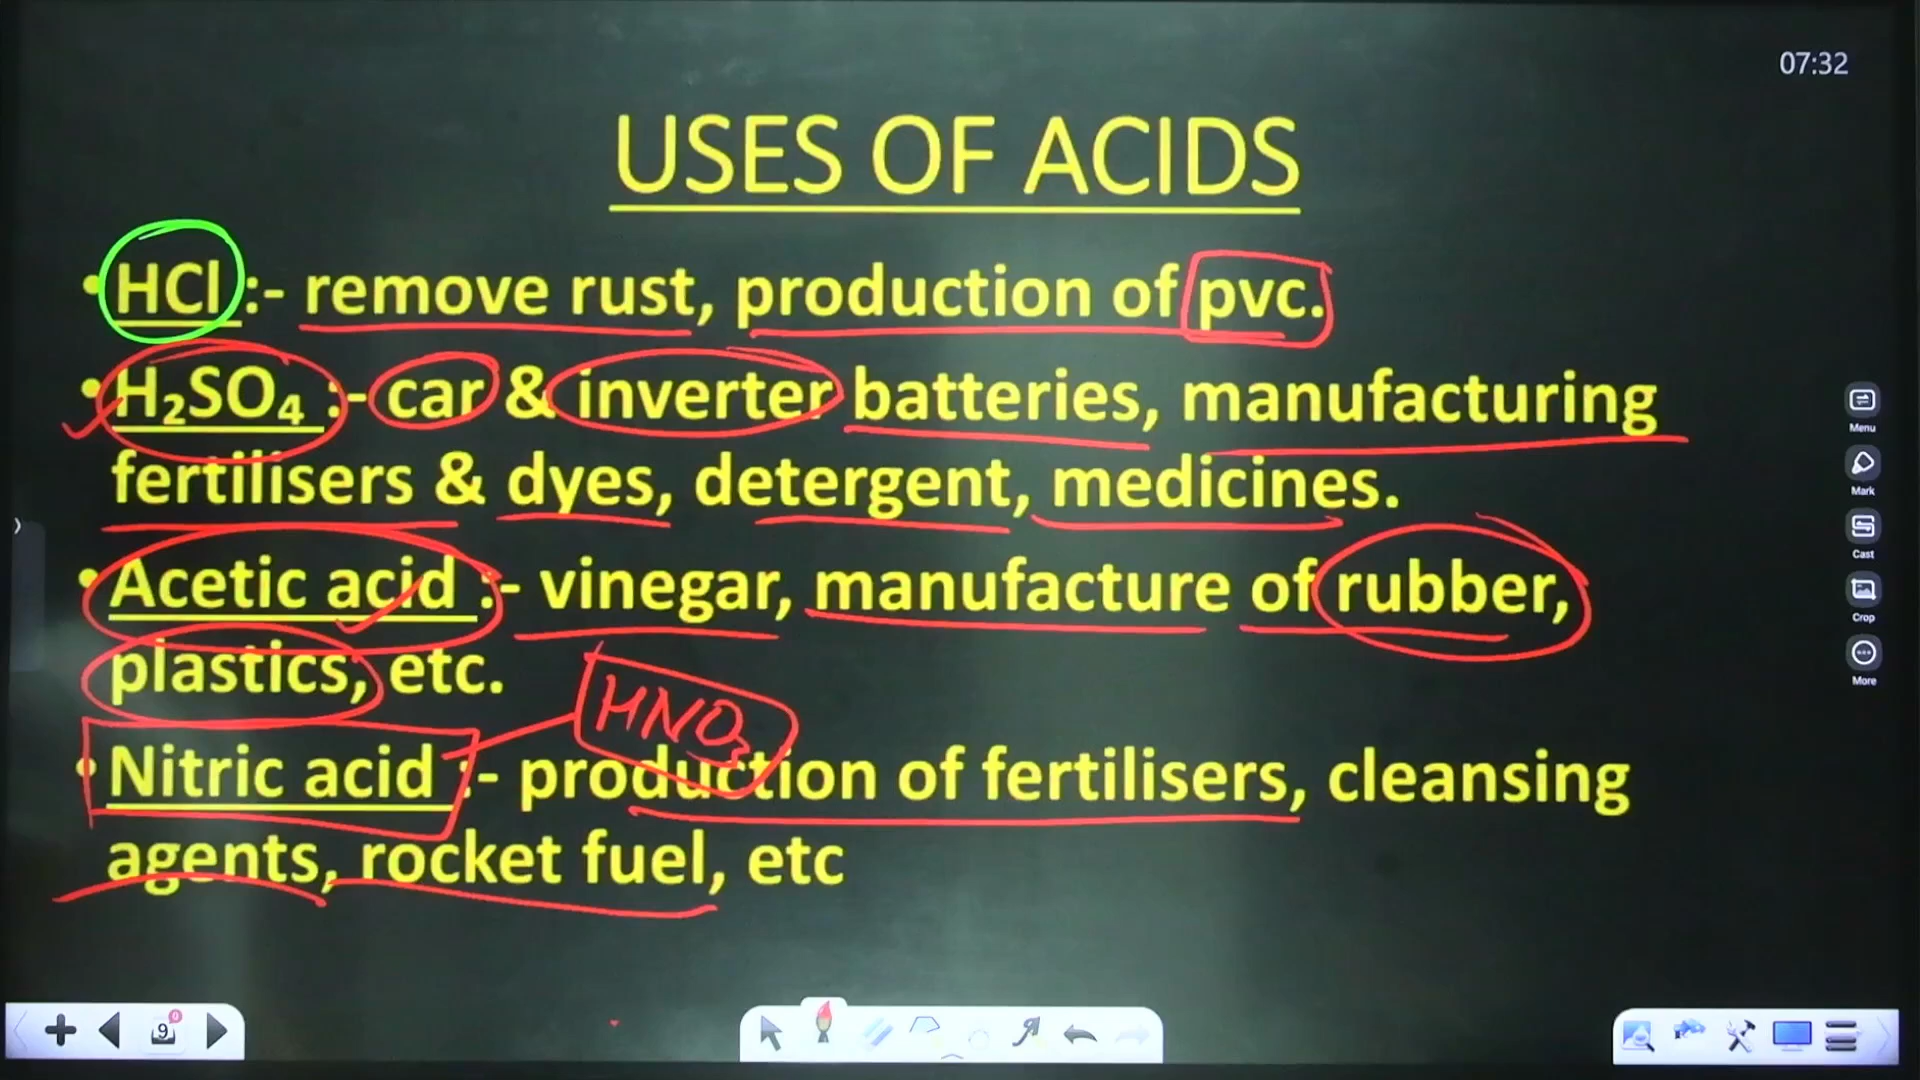 07:32
USES OF ACIDS
• HCl :- remove rust, production of pvc.
• H₂SO₄ :- car & inverter batteries, manufacturing
fertilisers & dyes, detergent, medicines.
• Acetic acid :- vinegar, manufacture of rubber,
plastics, etc.
HNO₃
• Nitric acid :- production of fertilisers, cleansing
agents, rocket fuel, etc
Menu
Mark
Cast
Crop
More
9
0